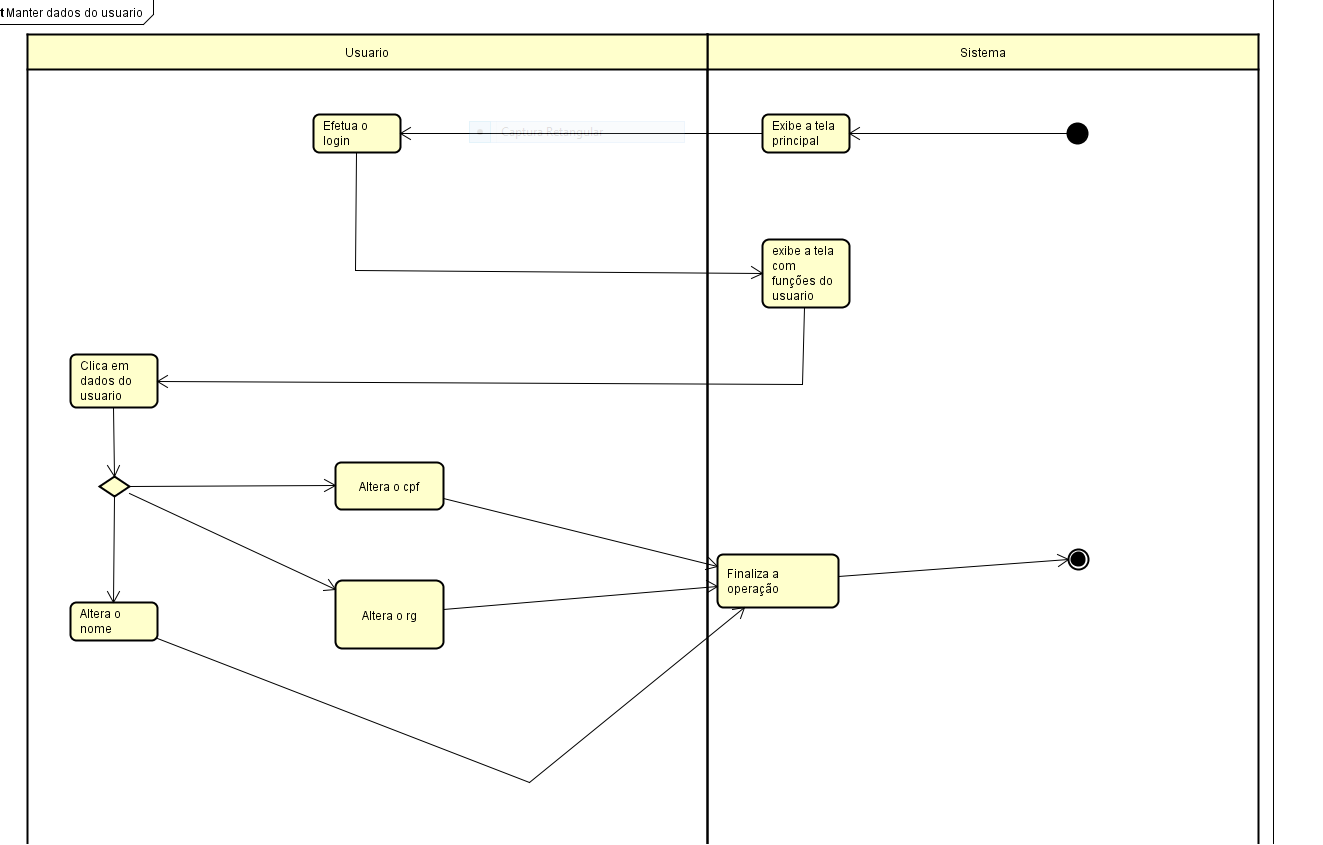 t Manter dados do usuario
Usuario
Sistema
Efetua o
login
Captura Retangular
Exibe a tela
principal
exibe a tela
com
funções do
usuario
Clica em
dados do
usuario
Altera o cpf
Finaliza a
operação
Altera o
nome
Altera o rg